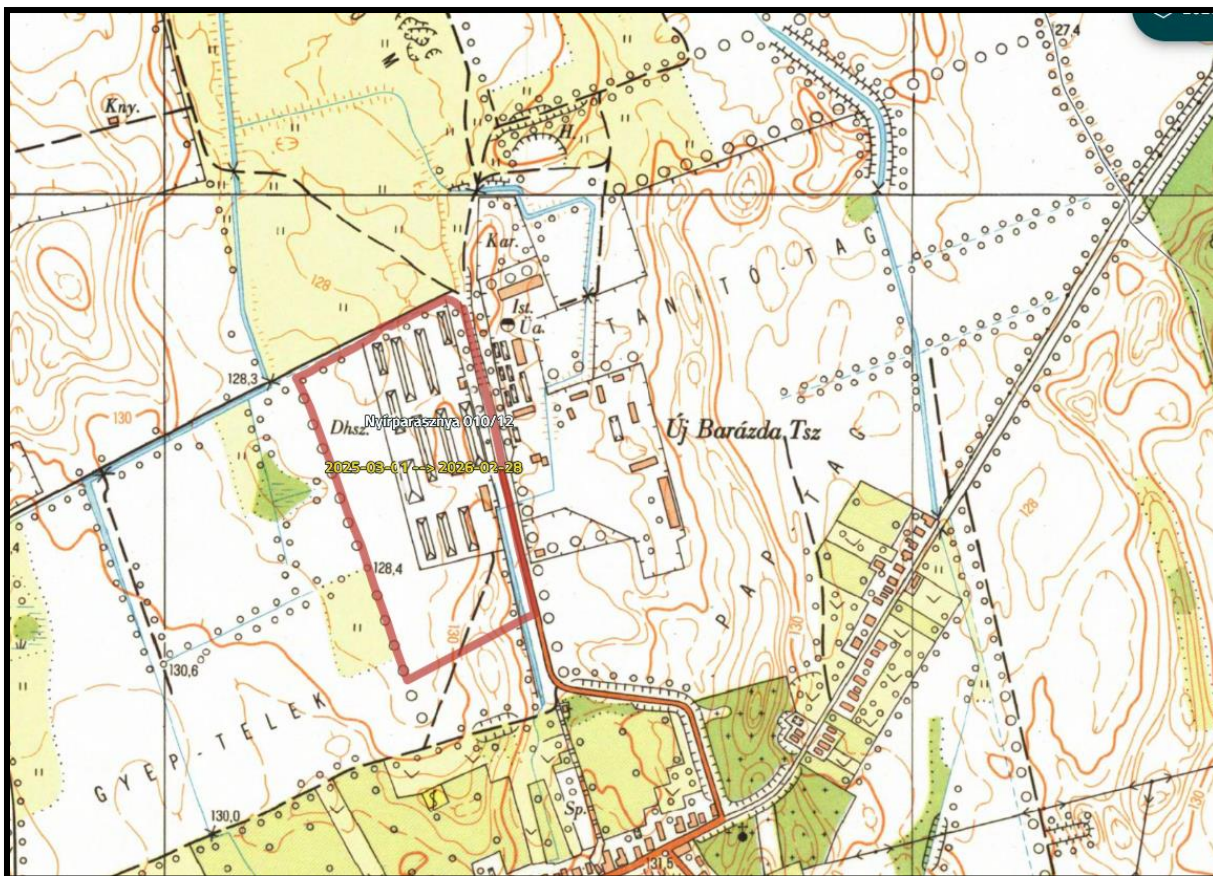 27,4
Kny.
M
H
Kar.
128
TANÍTÓ-TAG
Ist.
Üa.
128,3
130
Dhsz.
Nyírparasznya 010/12
Új Barázda, Tsz
2025-03-01 --> 2026-02-28
128
128,4
PAP-TAG
130
130
130,6
GYEP-TELEK
130,0
Sp.
131,5
130